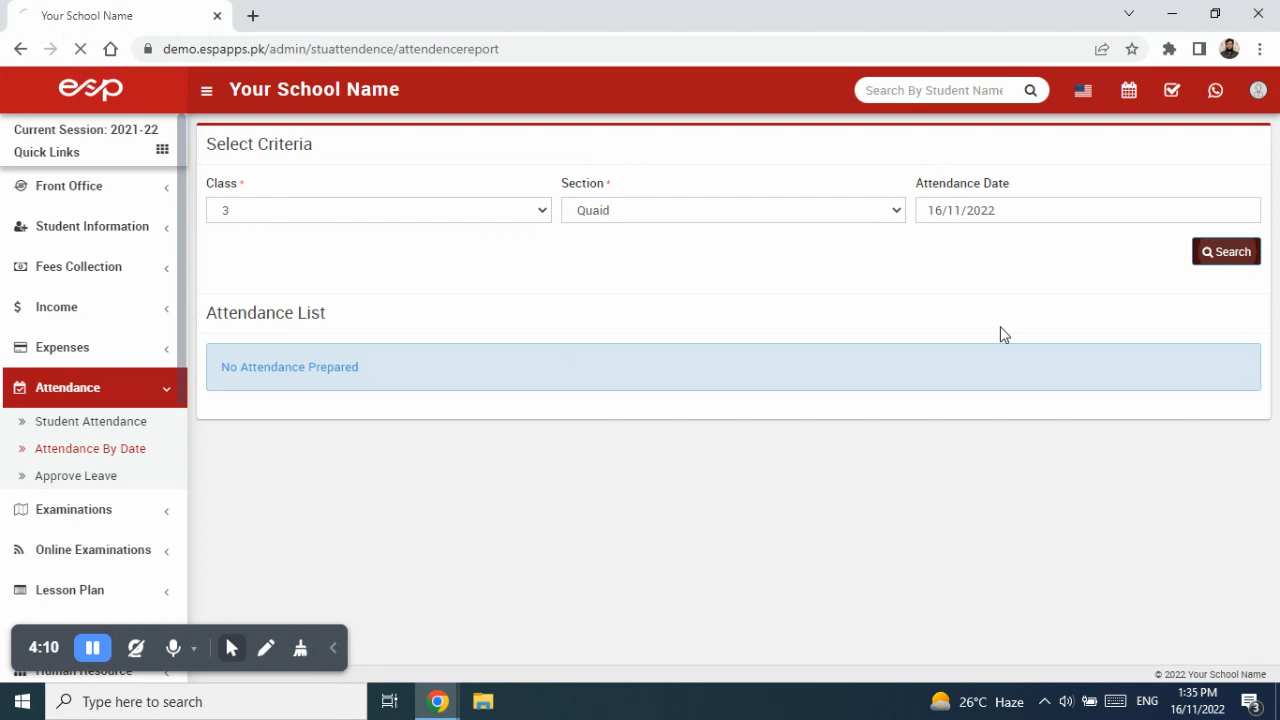 Your School Name
demo.espapps.pk/admin/stuattendence/attendencereport
esp
Your School Name
Search By Student Name
Current Session: 2021-22
Quick Links
Front Office
Student Information
Fees Collection
Income
Expenses
Attendance
Student Attendance
Attendance By Date
Approve Leave
Examinations
Online Examinations
Lesson Plan
Human Resource
Select Criteria
Class *
Section *
Attendance Date
3
Quaid
16/11/2022
Search
Attendance List
No Attendance Prepared
© 2022 Your School Name
4:10
Type here to search
26°C Haze
ENG
1:35 PM
16/11/2022
3